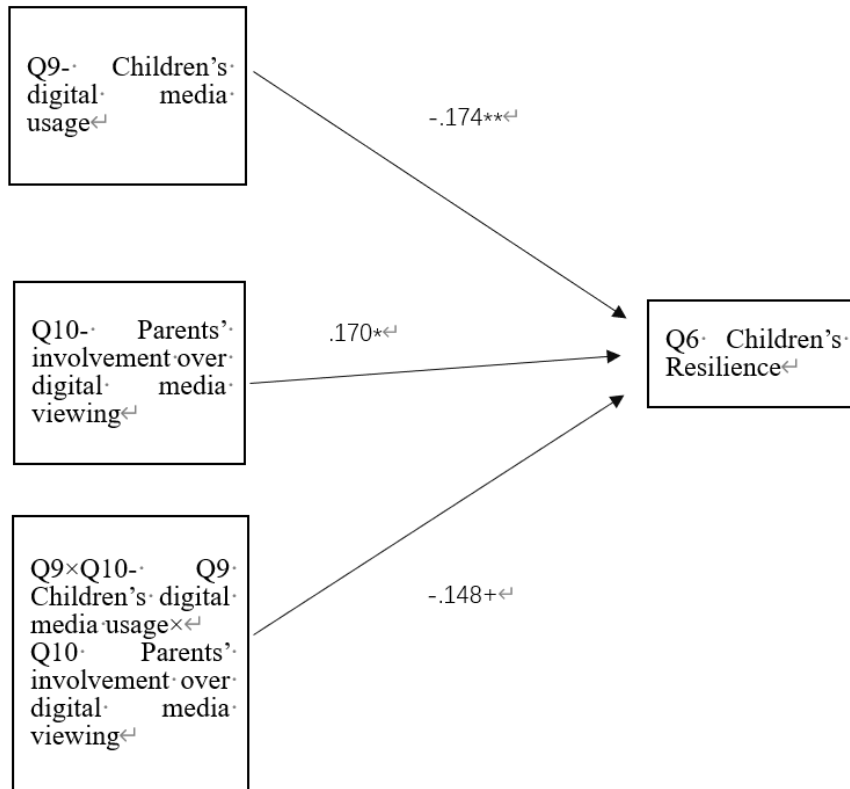 Q9- Children’s
digital media
usage
-.174**
Q10- Parents’
involvement over
digital media
viewing
.170*
Q6 Children’s
Resilience
Q9×Q10- Q9
Children’s digital
media usage×
Q10 Parents’
involvement over
digital media
viewing
-.148+